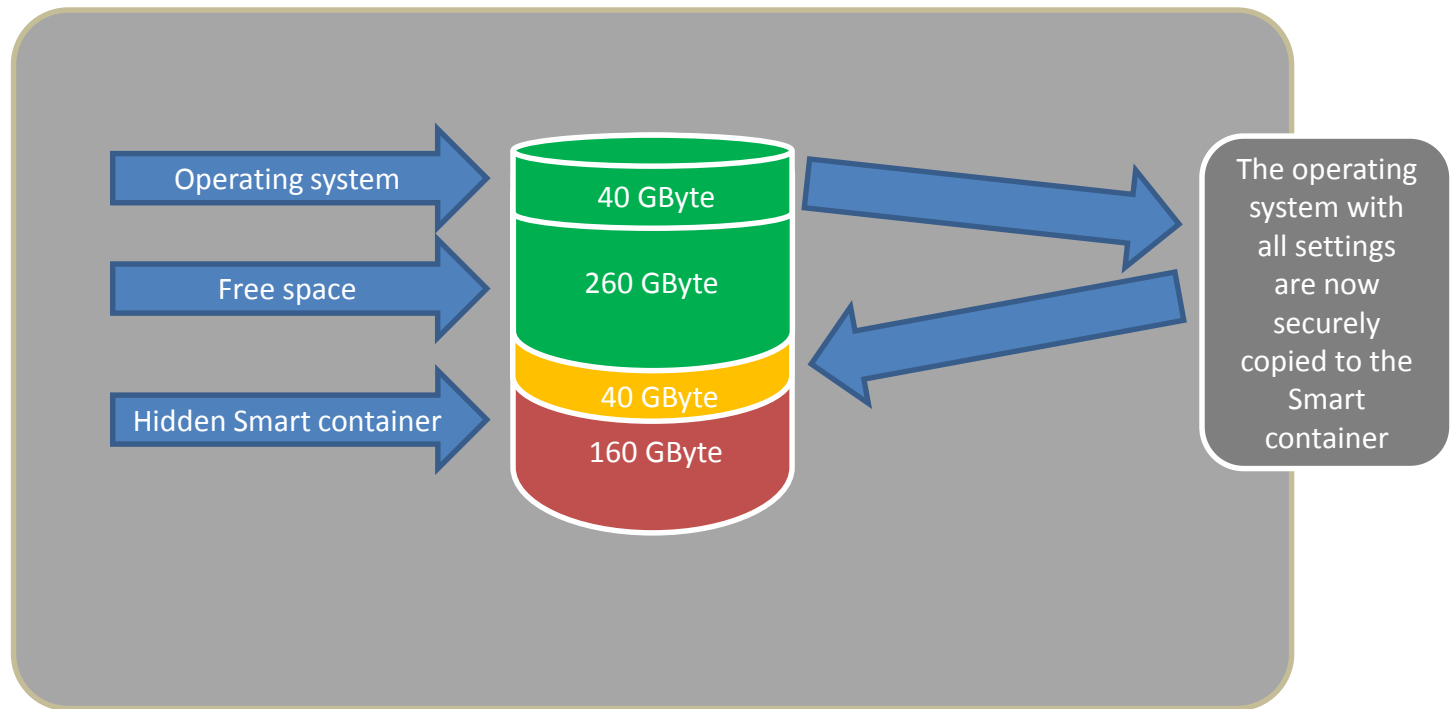 Operating system
Free space
Hidden Smart container
40 GByte
260 GByte
40 GByte
160 GByte
The operating
system with
all settings
are now
securely
copied to the
Smart
container